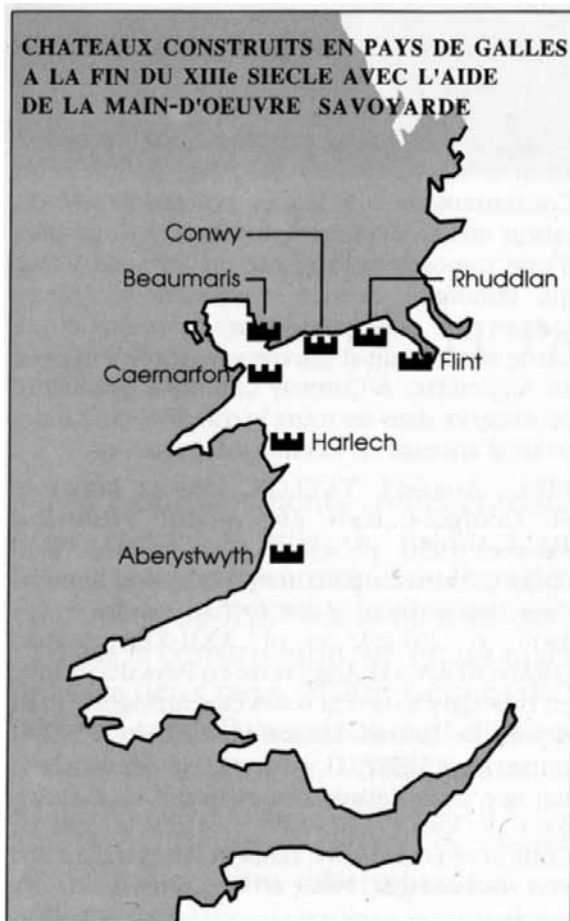 CHATEAUX CONSTRUITS EN PAYS DE GALLES
A LA FIN DU XIIIe SIECLE AVEC L'AIDE
DE LA MAIN-D'OEUVRE SAVOYARDE
Conwy
Beaumaris
Rhuddlan
Caernarfon
Flint
Harlech
Aberystwyth